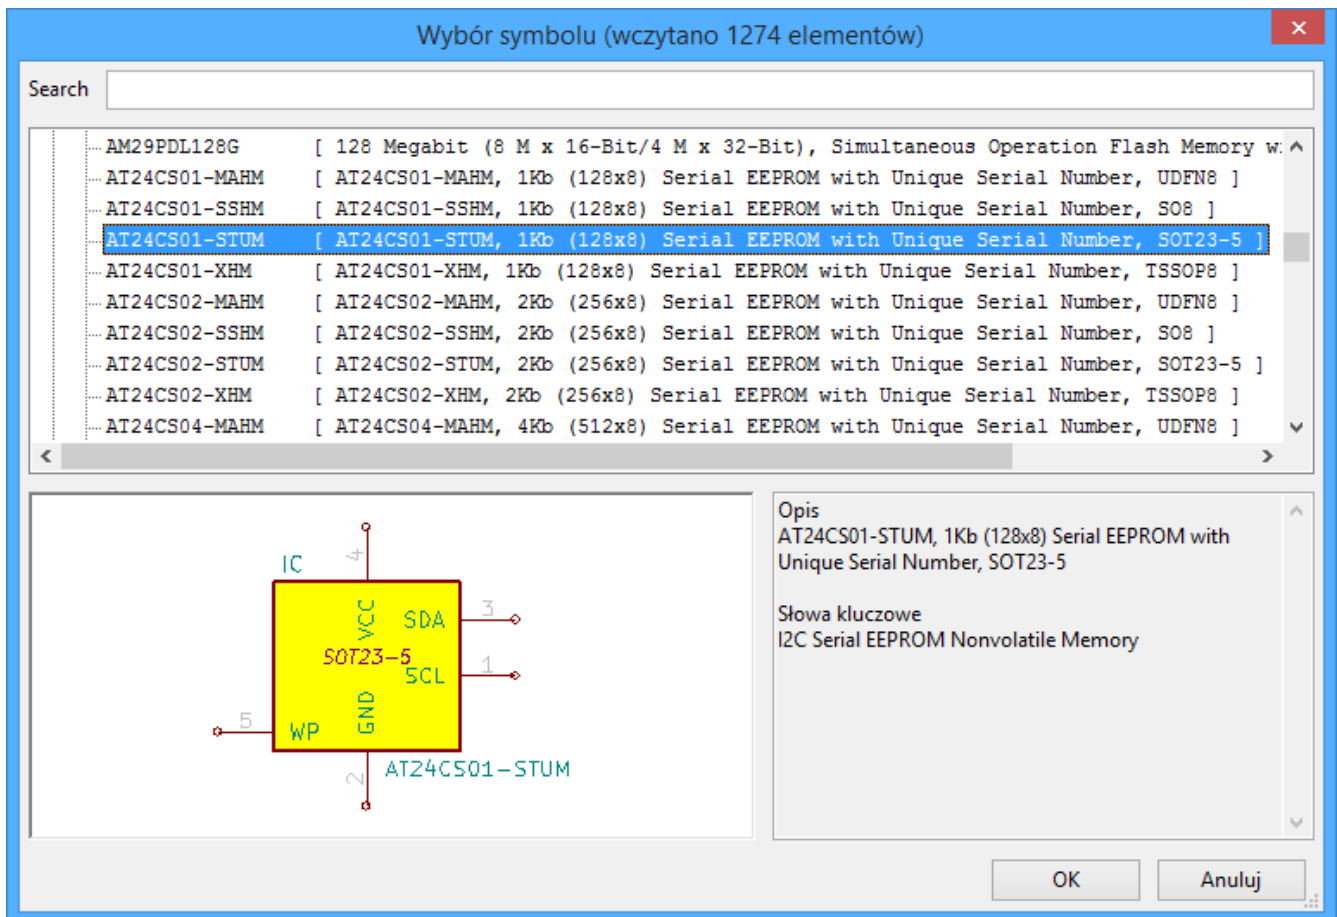 Wybór symbolu (wczytano 1274 elementów)
Search
AM29PDL128G [ 128 Megabit (8 M x 16-Bit/4 M x 32-Bit), Simultaneous Operation Flash Memory
AT24CS01-MAHM [ AT24CS01-MAHM, 1Kb (128x8) Serial EEPROM with Unique Serial Number, UDFN8 ]
AT24CS01-SSHM [ AT24CS01-SSHM, 1Kb (128x8) Serial EEPROM with Unique Serial Number, SO8 ]
AT24CS01-STUM [ AT24CS01-STUM, 1Kb (128x8) Serial EEPROM with Unique Serial Number, SOT23-5 ]
AT24CS01-XHM [ AT24CS01-XHM, 1Kb (128x8) Serial EEPROM with Unique Serial Number, TSSOP8 ]
AT24CS02-MAHM [ AT24CS02-MAHM, 2Kb (256x8) Serial EEPROM with Unique Serial Number, UDFN8 ]
AT24CS02-SSHM [ AT24CS02-SSHM, 2Kb (256x8) Serial EEPROM with Unique Serial Number, SO8 ]
AT24CS02-STUM [ AT24CS02-STUM, 2Kb (256x8) Serial EEPROM with Unique Serial Number, SOT23-5 ]
AT24CS02-XHM [ AT24CS02-XHM, 2Kb (256x8) Serial EEPROM with Unique Serial Number, TSSOP8 ]
AT24CS04-MAHM [ AT24CS04-MAHM, 4Kb (512x8) Serial EEPROM with Unique Serial Number, UDFN8 ]
4
IC
VCC
SDA
3
SOT23-5
SCL
1
5
WP
GND
2
AT24CS01-STUM
Opis
AT24CS01-STUM, 1Kb (128x8) Serial EEPROM with
Unique Serial Number, SOT23-5
Słowa kluczowe
I2C Serial EEPROM Nonvolatile Memory
OK
Anuluj